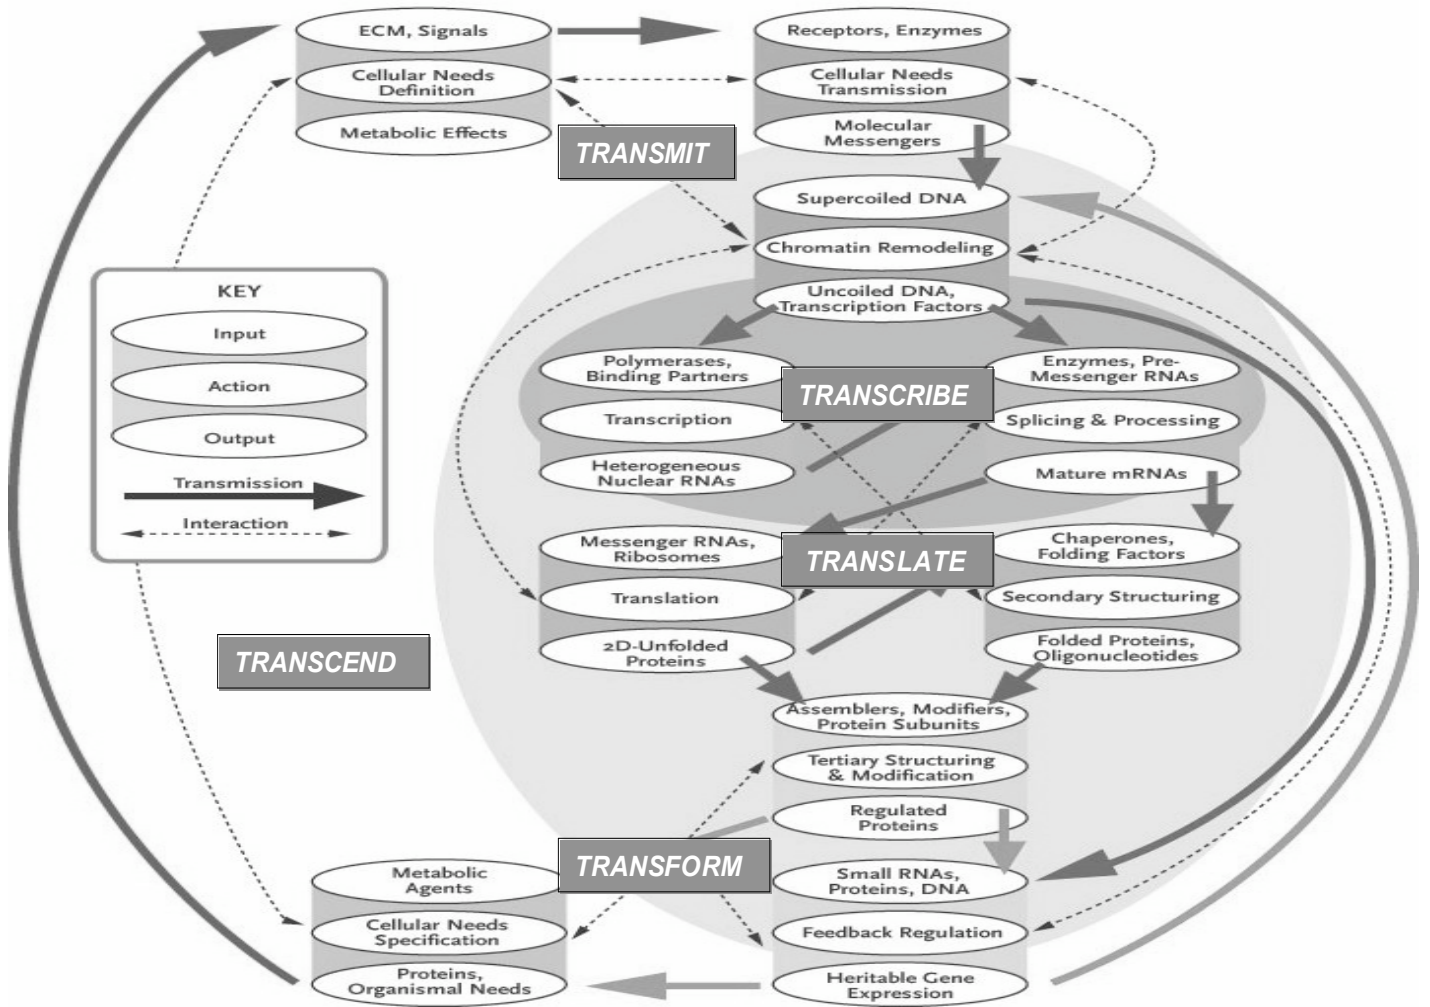 ECM, Signals
Cellular Needs
Definition
Metabolic Effects
Receptors, Enzymes
Cellular Needs
Transmission
Molecular
Messengers
TRANSMIT
Supercoiled DNA
Chromatin Remodeling
Uncoiled DNA,
Transcription Factors
KEY
Input
Action
Output
Transmission
Interaction
Polymerases,
Binding Partners
Transcription
Heterogeneous
Nuclear RNAs
TRANSCRIBE
Enzymes, Pre-
Messenger RNAs
Splicing & Processing
Mature mRNAs
Messenger RNAs,
Ribosomes
Translation
2D-Unfolded
Proteins
TRANSLATE
Chaperones,
Folding Factors
Secondary Structuring
Folded Proteins,
Oligonucleotides
TRANSCEND
Assemblers, Modifiers,
Protein Subunits
Tertiary Structuring
& Modification
Regulated
Proteins
TRANSFORM
Metabolic
Agents
Cellular Needs
Specification
Proteins,
Organismal Needs
Small RNAs,
Proteins, DNA
Feedback Regulation
Heritable Gene
Expression